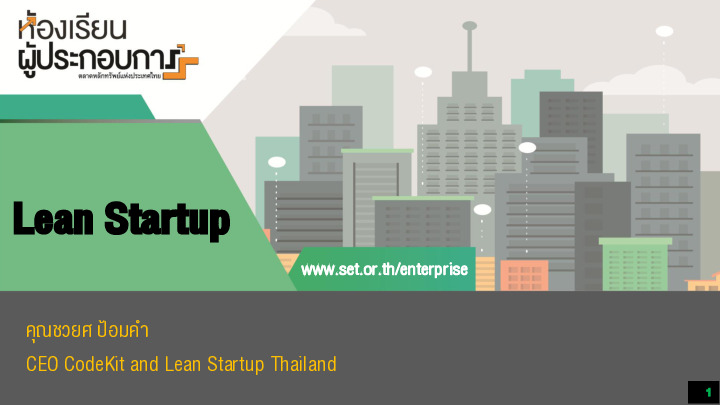 ห้องเรียน
ผู้ประกอบการ
ตลาดหลักทรัพย์แห่งประเทศไทย
Lean Startup
www.set.or.th/enterprise
คุณชวยศ ป้อมคำ
CEO CodeKit and Lean Startup Thailand
1